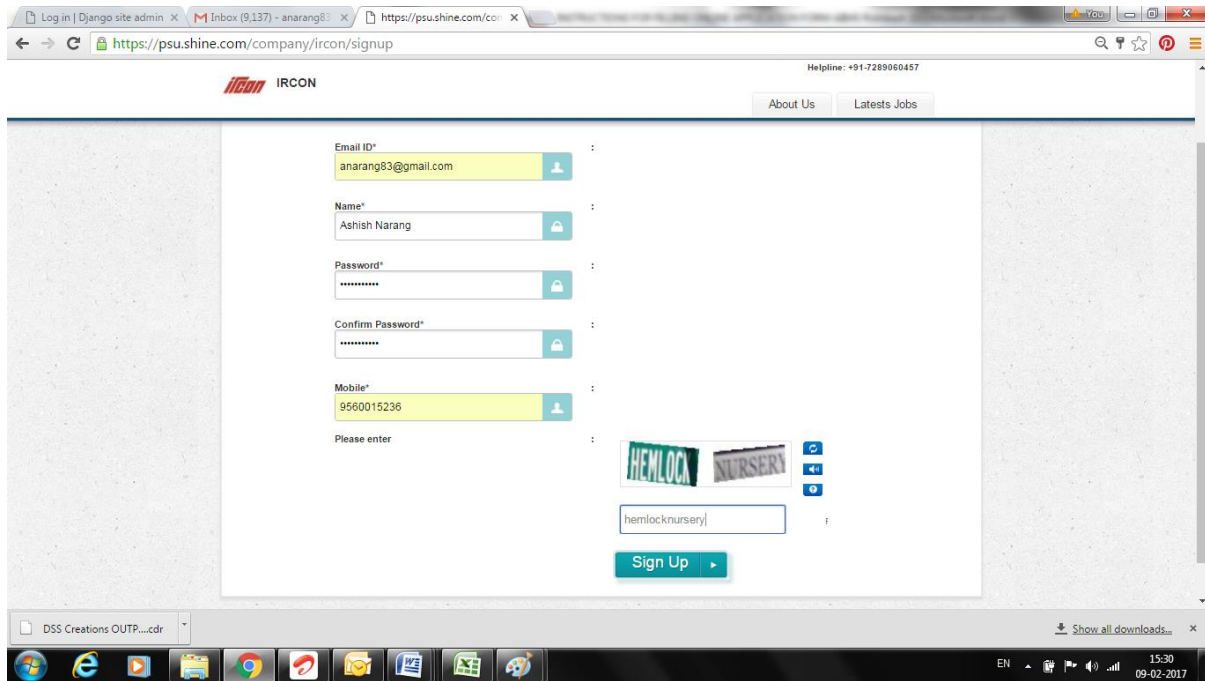 Log in | Django site admin
Inbox (9,137) - anarang83
https://psu.shine.com/con
You
https://psu.shine.com/company/ircon/signup
Helpline: +91-7289060457
ircon IRCON
About Us Latests Jobs
Email ID* :
anarang83@gmail.com
Name* :
Ashish Narang
Password* :
•••••••••••
Confirm Password* :
•••••••••••
Mobile* :
9560015236
Please enter :
HEMLOCK NURSERY
hemlocknursery
Sign Up
DSS Creations OUTP....cdr
Show all downloads...
EN
15:30
09-02-2017